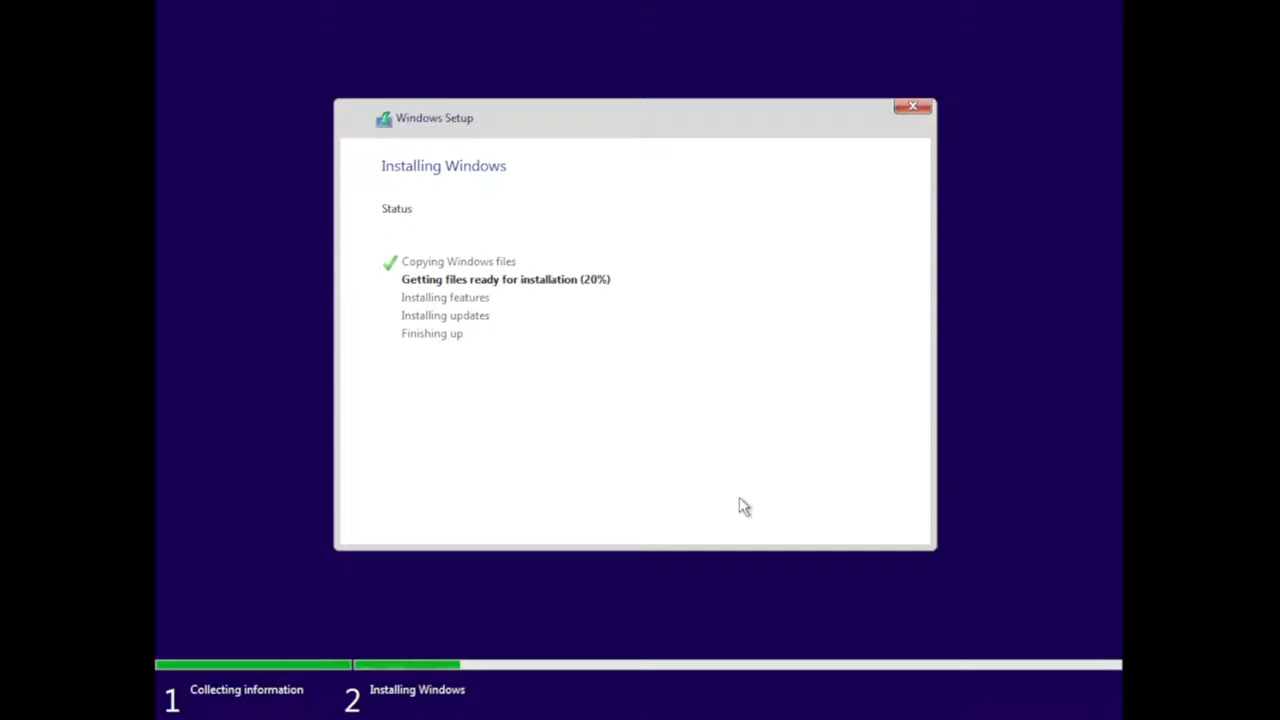 Windows Setup
Installing Windows
Status
Copying Windows files
Getting files ready for installation (20%)
Installing features
Installing updates
Finishing up
1 Collecting information
2 Installing Windows